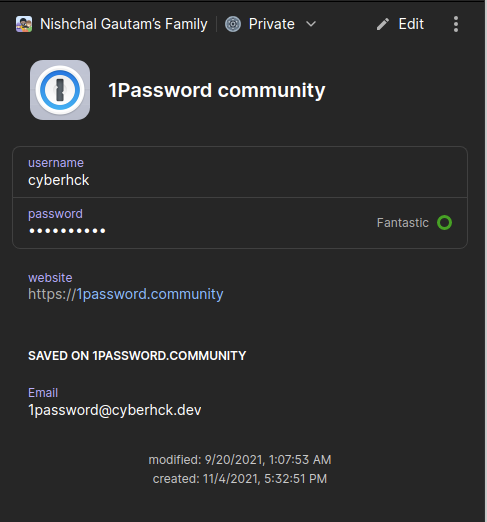 Nishchal Gautam's Family Private Edit
1Password community
username
cyberhck
password
•••••••••• Fantastic
website
https://1password.community
SAVED ON 1PASSWORD.COMMUNITY
Email
1password@cyberhck.dev
modified: 9/20/2021, 1:07:53 AM
created: 11/4/2021, 5:32:51 PM